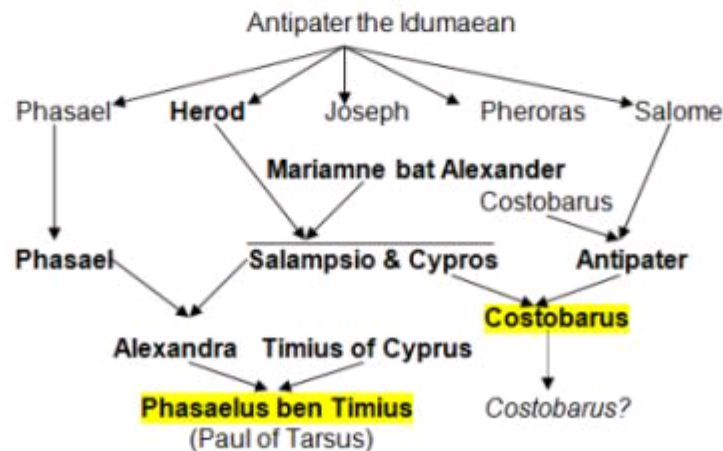 Antipater the Idumaean
Phasael Herod Joseph Pheroras Salome
Mariamne bat Alexander
Costobarus
Phasael Salampsio & Cypros Antipater
Costobarus
Alexandra Timius of Cyprus
Phasaelus ben Timius Costobarus?
(Paul of Tarsus)